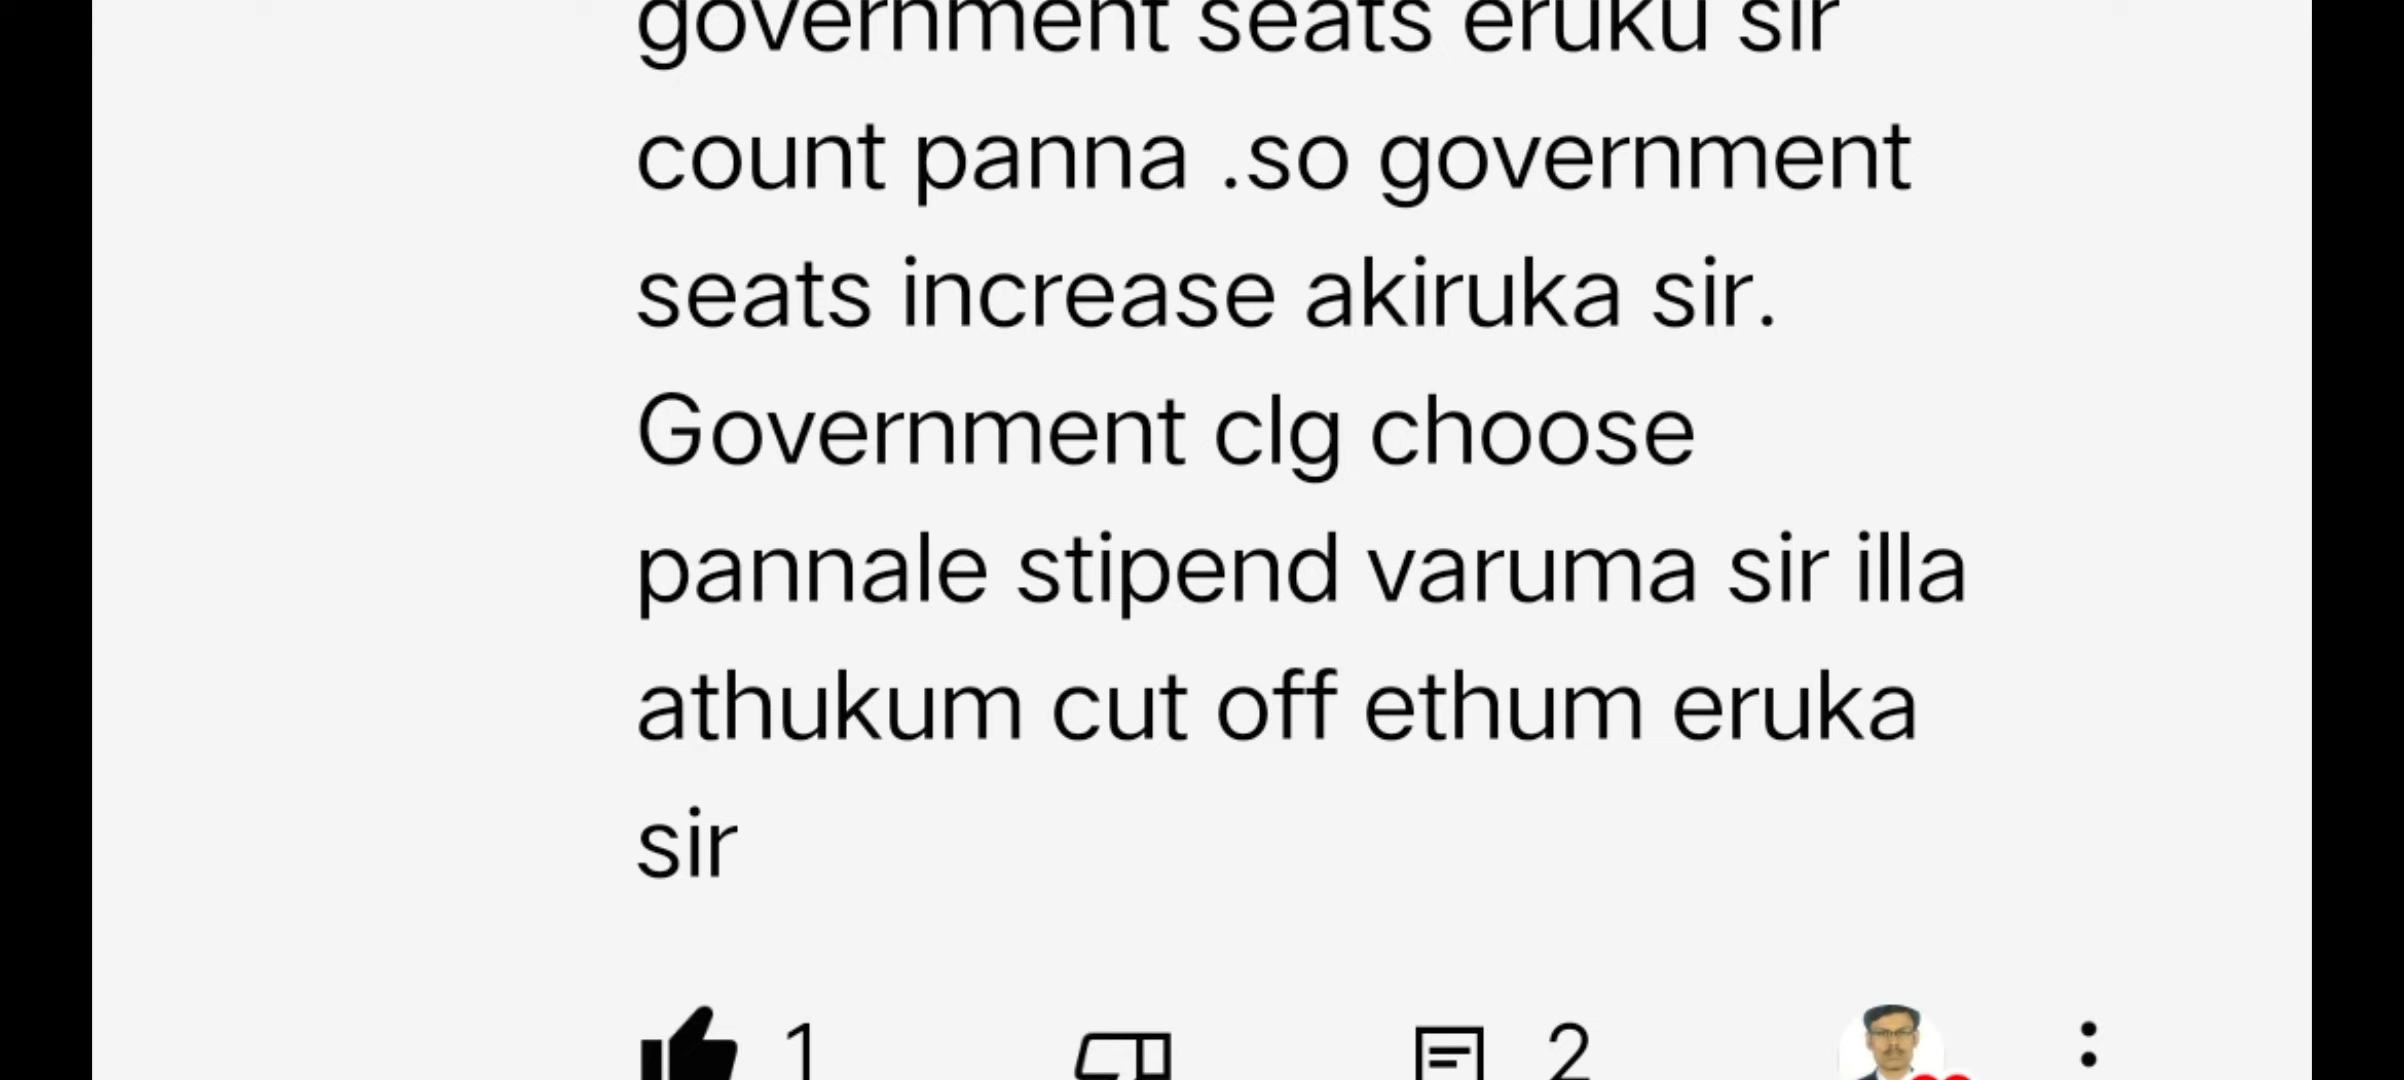 government seats eruku sir
count panna .so government
seats increase akiruka sir.
Government clg choose
pannale stipend varuma sir illa
athukum cut off ethum eruka
sir
1 2